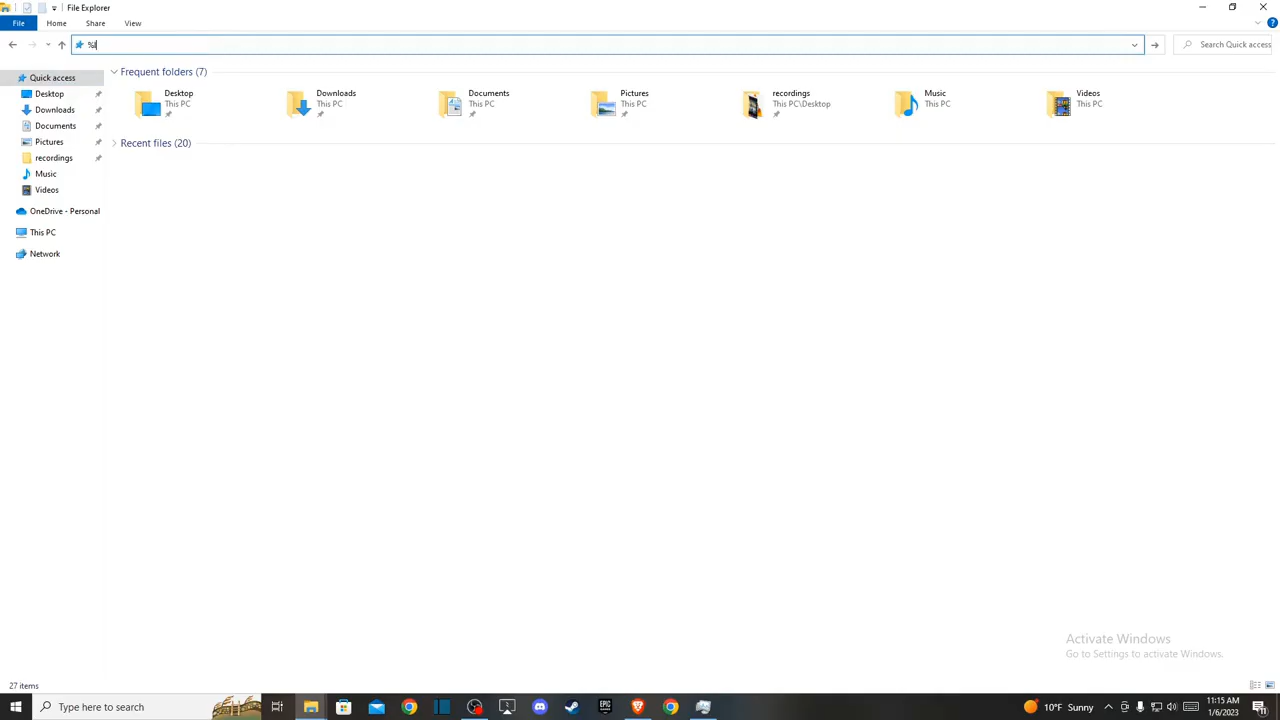 File Explorer
File Home Share View
%l Search Quick access
Quick access
Desktop
Downloads
Documents
Pictures
recordings
Music
Videos
OneDrive - Personal
This PC
Network
Frequent folders (7)
Desktop
This PC
Downloads
This PC
Documents
This PC
Pictures
This PC
recordings
This PC\Desktop
Music
This PC
Videos
This PC
Recent files (20)
Activate Windows
Go to Settings to activate Windows.
27 items
Type here to search
EPIC
10°F Sunny
11:15 AM
1/6/2023